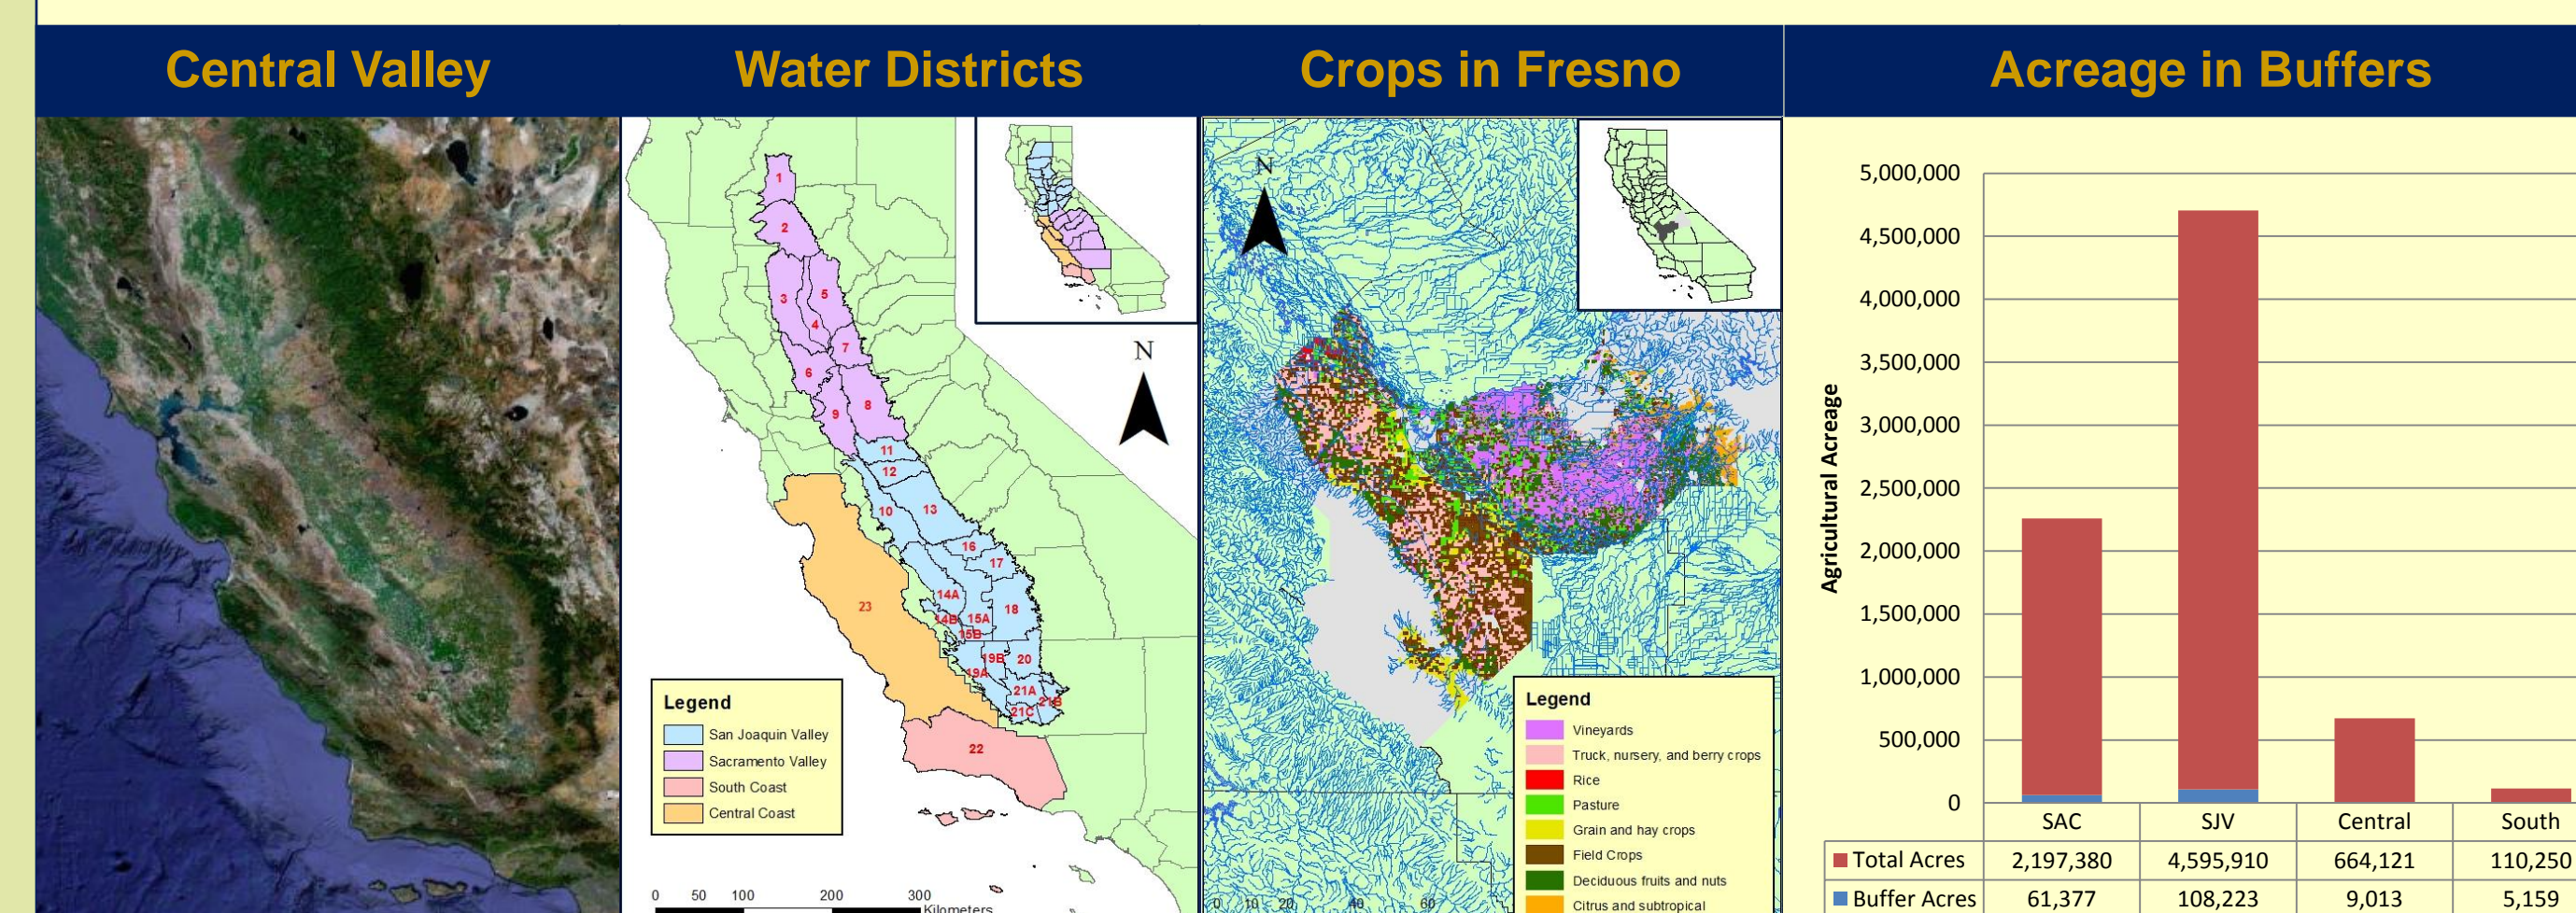 Central Valley
Water Districts
Crops in Fresno
Acreage in Buffers
1
2
3
5
4
7
6
8
9
11
12
10
13
16
17
14A
18
14B
15A
15B
23
19B
20
19A
21A
21B
21C
22
N
Legend
San Joaquin Valley
Sacramento Valley
South Coast
Central Coast
0 50 100 200 300
Kilometers
N
Legend
Vineyards
Truck, nursery, and berry crops
Rice
Pasture
Grain and hay crops
Field Crops
Deciduous fruits and nuts
Citrus and subtropical
0 10 20 40 60
Agricultural Acreage
5,000,000
4,500,000
4,000,000
3,500,000
3,000,000
2,500,000
2,000,000
1,500,000
1,000,000
500,000
0
SAC SJV Central South
Total Acres 2,197,380 4,595,910 664,121 110,250
Buffer Acres 61,377 108,223 9,013 5,159